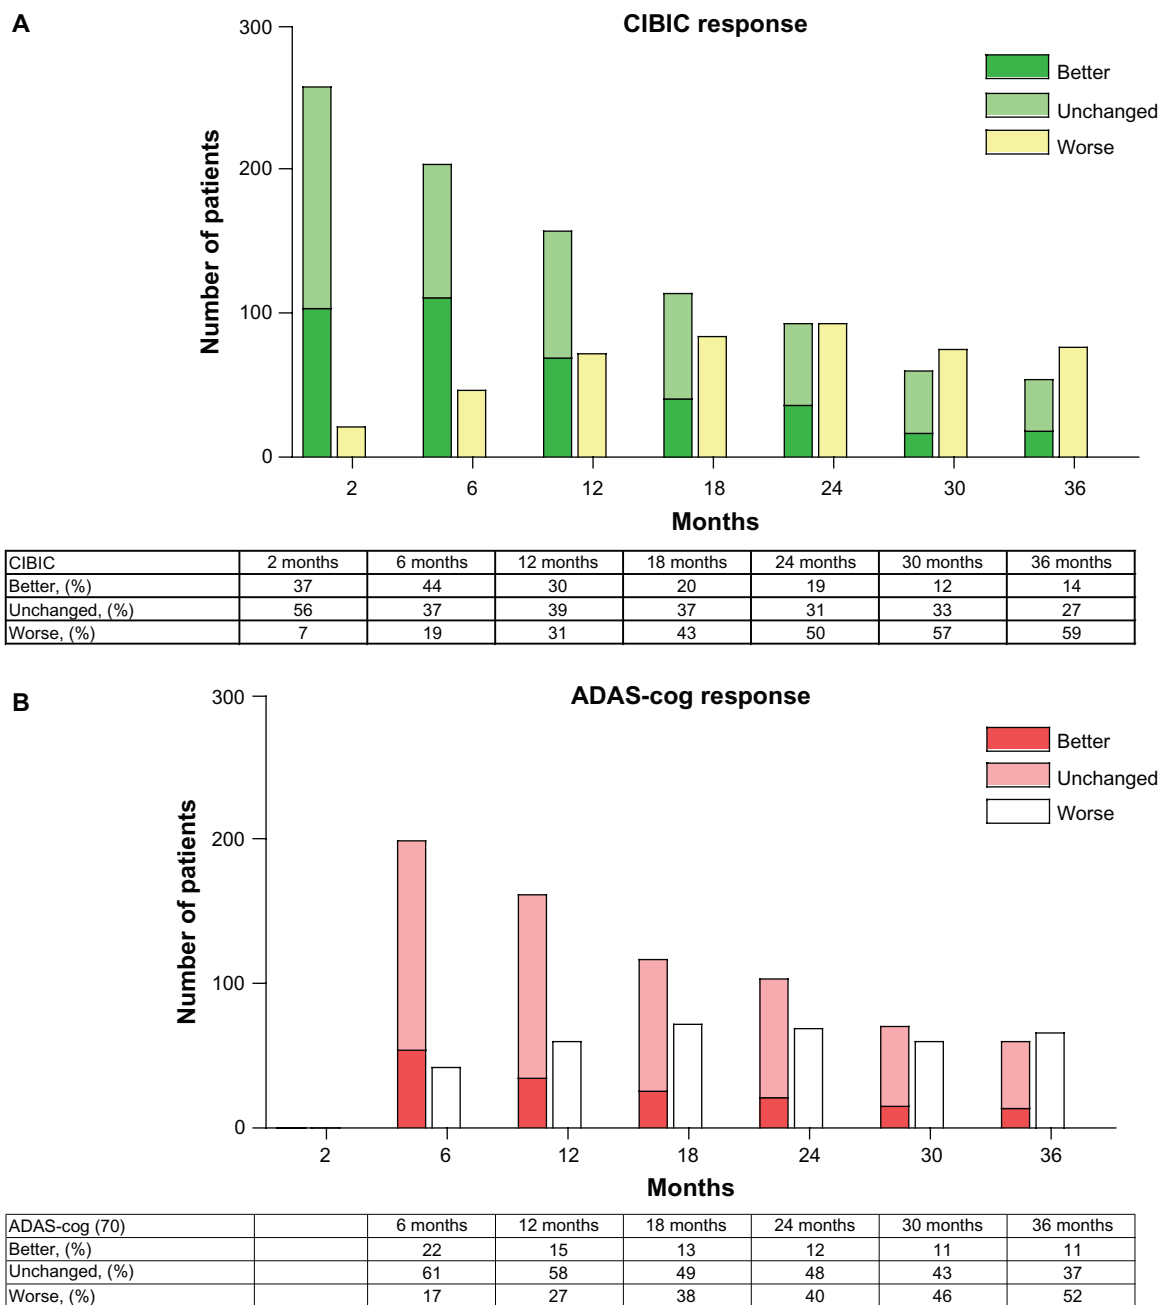 A
CIBIC response
Better
Unchanged
Worse
Number of patients
300
200
100
0
2 6 12 18 24 30 36
Months
CIBIC 2 months 6 months 12 months 18 months 24 months 30 months 36 months
Better, (%) 37 44 30 20 19 12 14
Unchanged, (%) 56 37 39 37 31 33 27
Worse, (%) 7 19 31 43 50 57 59
B
ADAS-cog response
Better
Unchanged
Worse
Number of patients
300
200
100
0
2 6 12 18 24 30 36
Months
ADAS-cog (70) 6 months 12 months 18 months 24 months 30 months 36 months
Better, (%) 22 15 13 12 11 11
Unchanged, (%) 61 58 49 48 43 37
Worse, (%) 17 27 38 40 46 52